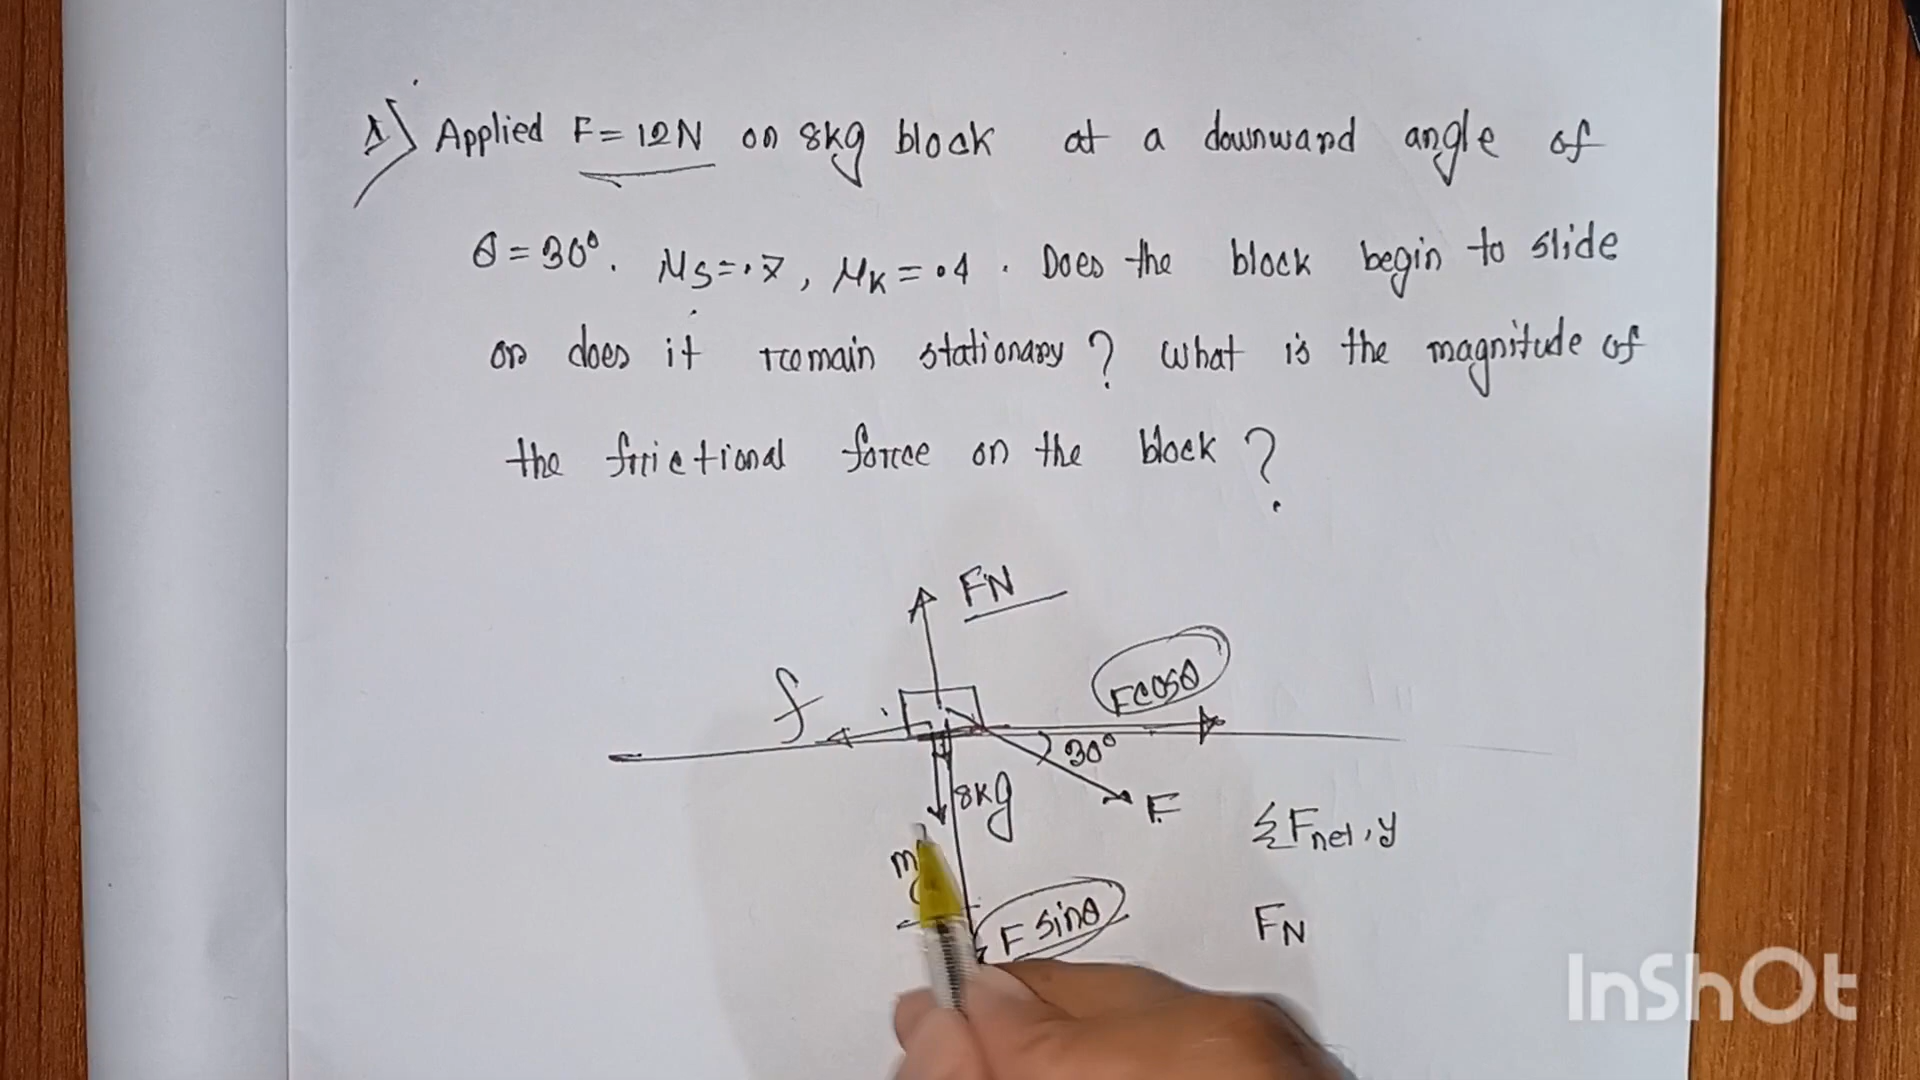 1) Applied F = 12N on 8kg block at a downward angle of
θ = 30°. μs = .7, μk = .4. Does the block begin to slide
or does it remain stationary? What is the magnitude of
the frictional force on the block?
FN
Fcosθ
f
30°
8kg
F
ΣFnet,y
F sinθ
FN
InShOt